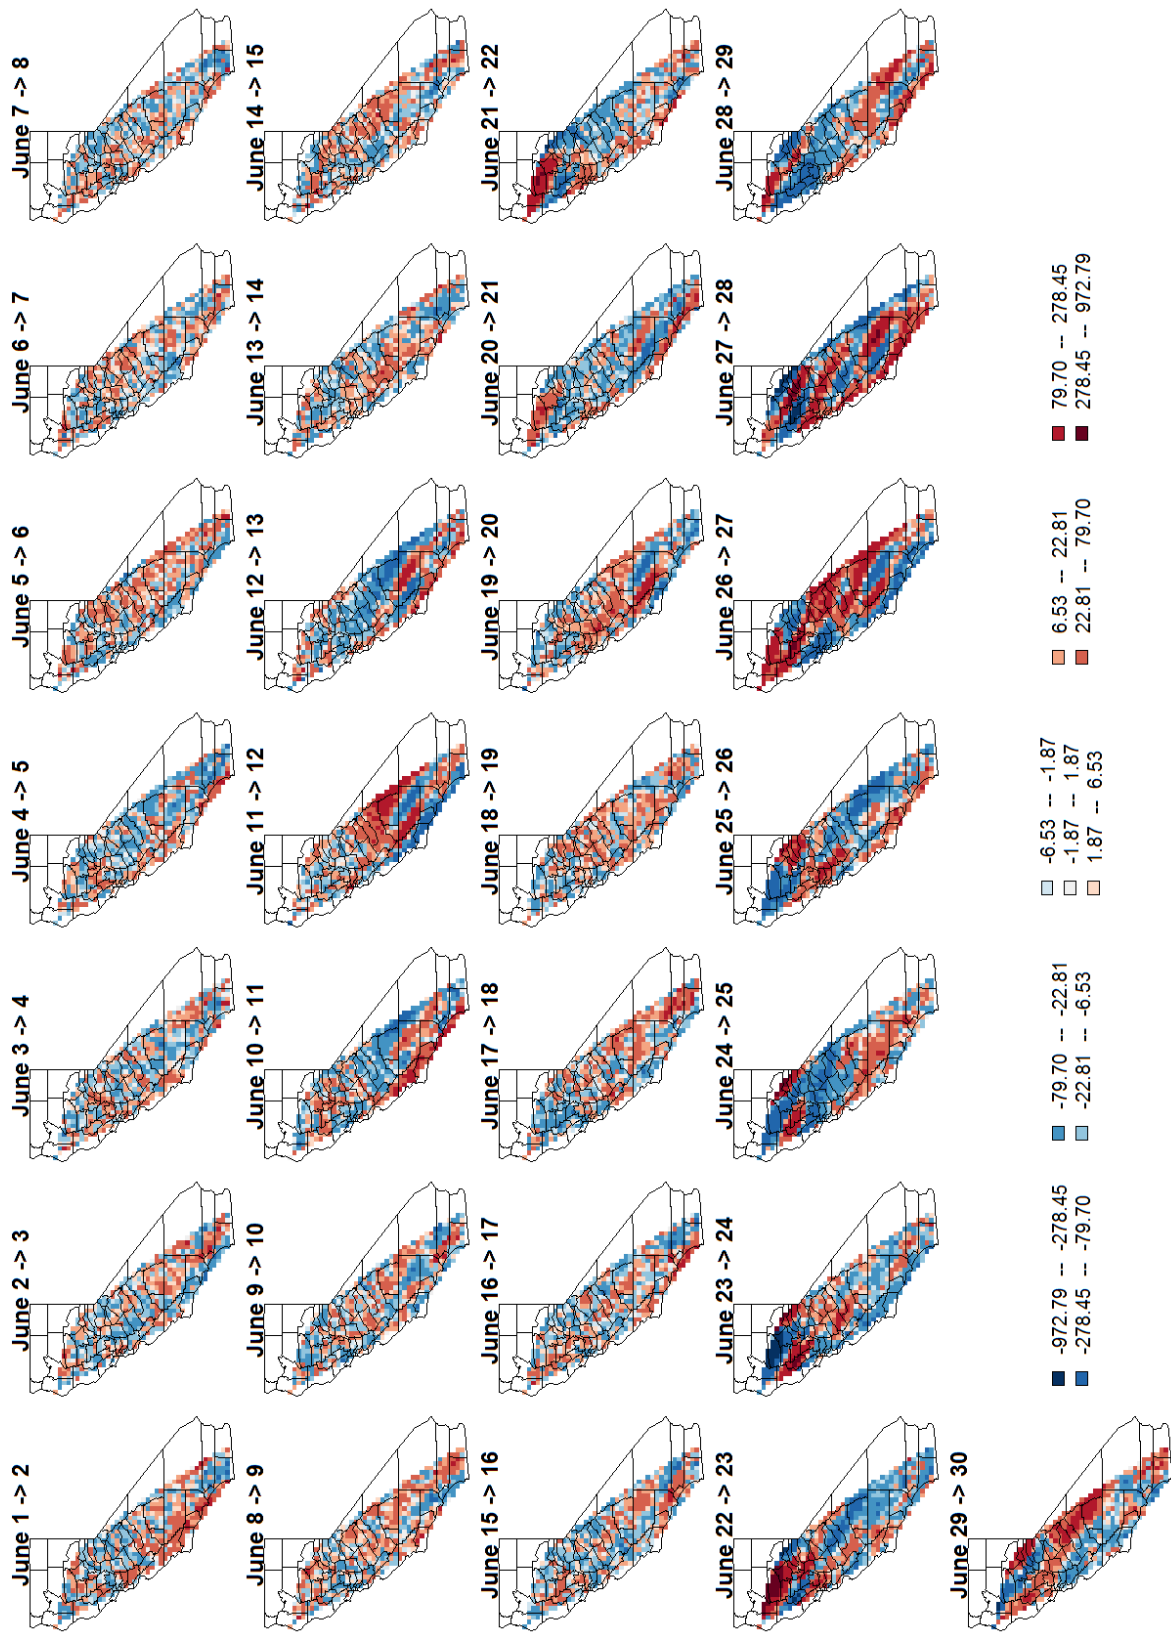 June 1 -> 2
June 2 -> 3
June 3 -> 4
June 4 -> 5
June 5 -> 6
June 6 -> 7
June 7 -> 8
June 8 -> 9
June 9 -> 10
June 10 -> 11
June 11 -> 12
June 12 -> 13
June 13 -> 14
June 14 -> 15
June 15 -> 16
June 16 -> 17
June 17 -> 18
June 18 -> 19
June 19 -> 20
June 20 -> 21
June 21 -> 22
June 22 -> 23
June 23 -> 24
June 24 -> 25
June 25 -> 26
June 26 -> 27
June 27 -> 28
June 28 -> 29
June 29 -> 30
-972.79 -- -278.45
-278.45 -- -79.70
-79.70 -- -22.81
-22.81 -- -6.53
-6.53 -- -1.87
-1.87 -- 1.87
1.87 -- 6.53
6.53 -- 22.81
22.81 -- 79.70
79.70 -- 278.45
278.45 -- 972.79